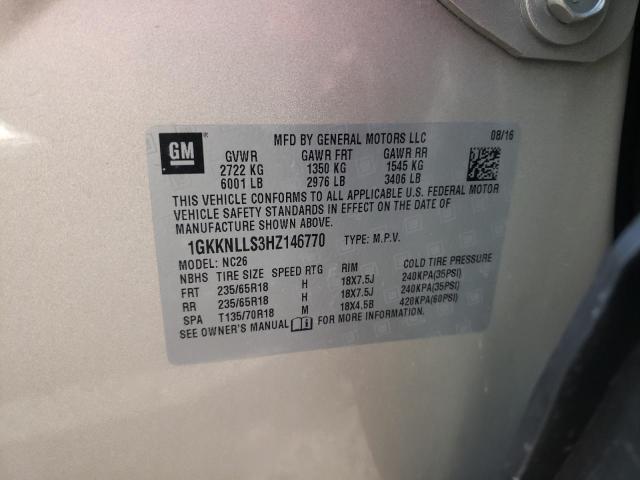 GM
MFD BY GENERAL MOTORS LLC 08/16
GVWR GAWR FRT GAWR RR
2722 KG 1350 KG 1545 KG
6001 LB 2976 LB 3406 LB
THIS VEHICLE CONFORMS TO ALL APPLICABLE U.S. FEDERAL MOTOR
VEHICLE SAFETY STANDARDS IN EFFECT ON THE DATE OF
MANUFACTURE SHOWN ABOVE.
1GKKNLLS3HZ146770 TYPE: M.P.V.
MODEL: NC26
NBHS TIRE SIZE SPEED RTG RIM COLD TIRE PRESSURE
FRT 235/65R18 H 18X7.5J 240KPA(35PSI)
RR 235/65R18 H 18X7.5J 240KPA(35PSI)
SPA T135/70R18 M 18X4.5B 420KPA(60PSI)
SEE OWNER'S MANUAL FOR MORE INFORMATION